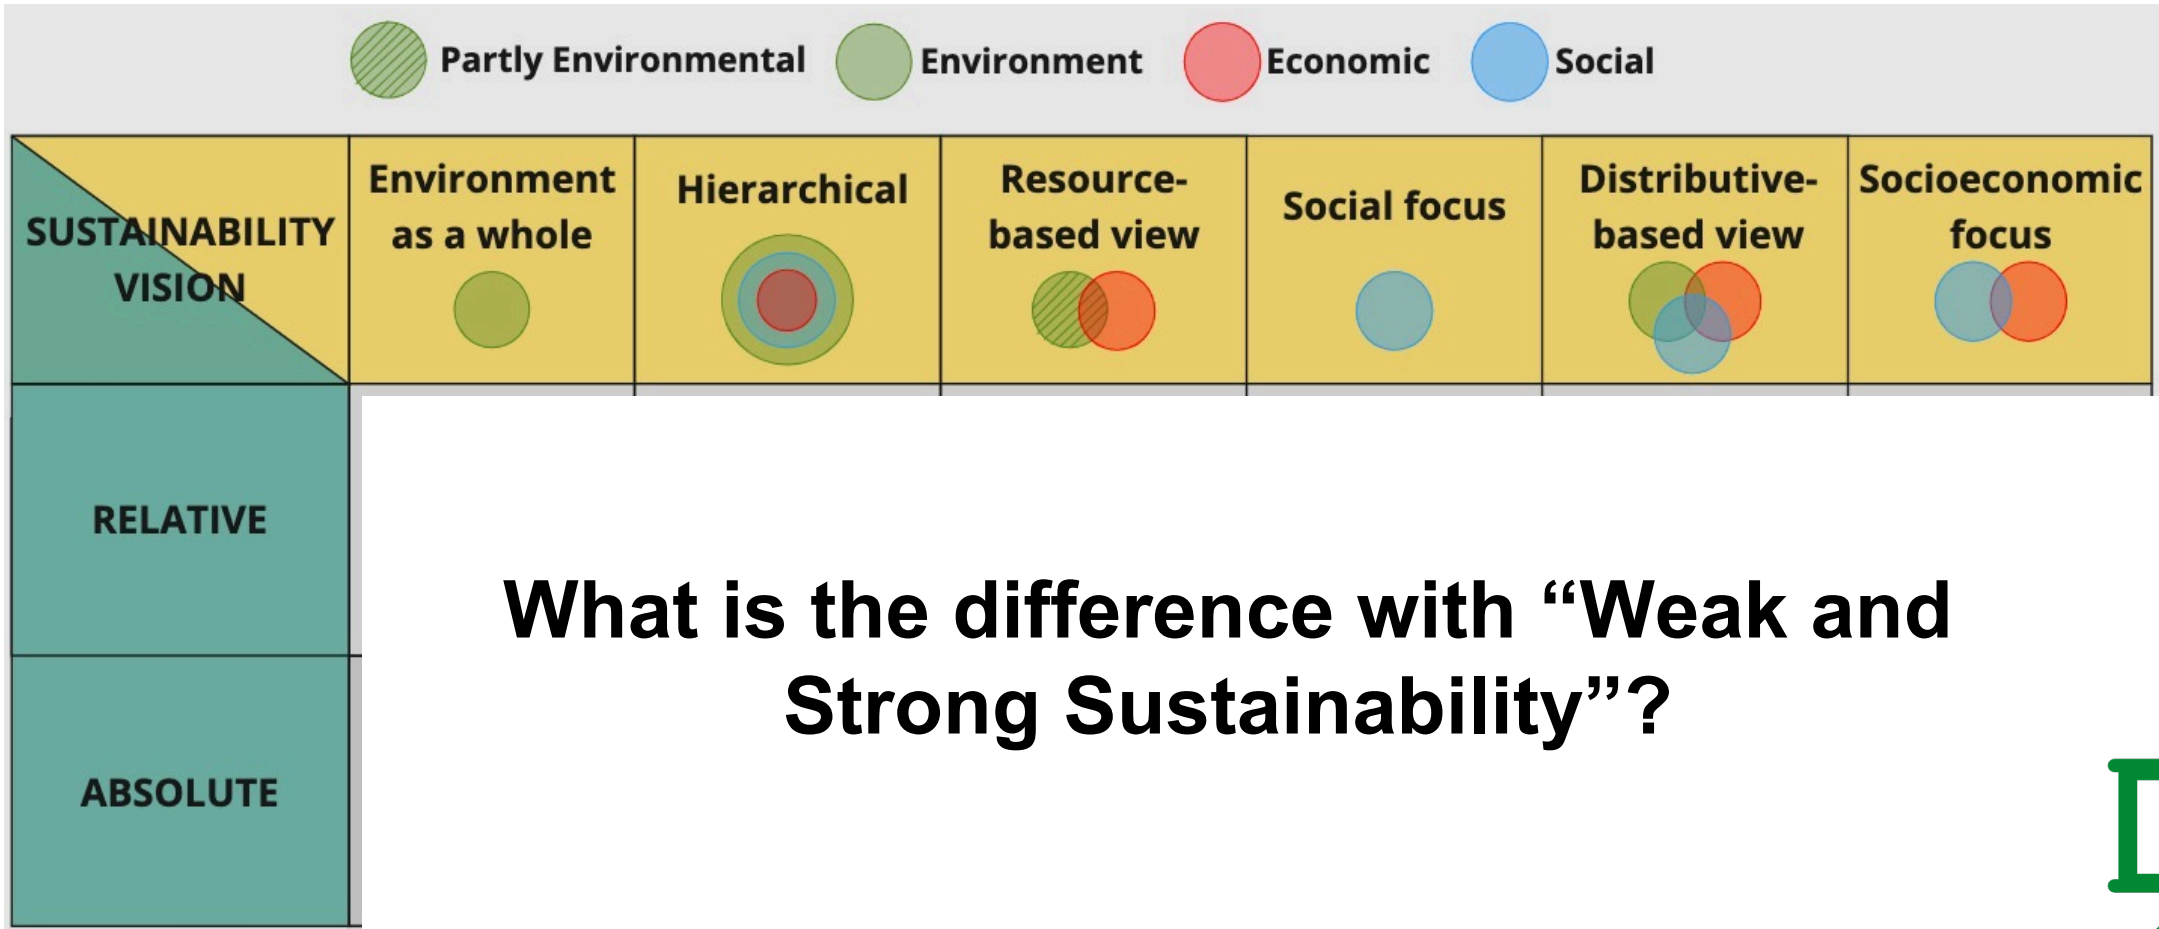 Partly Environmental
Environment
Economic
Social
SUSTAINABILITY
VISION
Environment
as a whole
Hierarchical
Resource-
based view
Social focus
Distributive-
based view
Socioeconomic
focus
RELATIVE
ABSOLUTE
What is the difference with “Weak and
Strong Sustainability”?